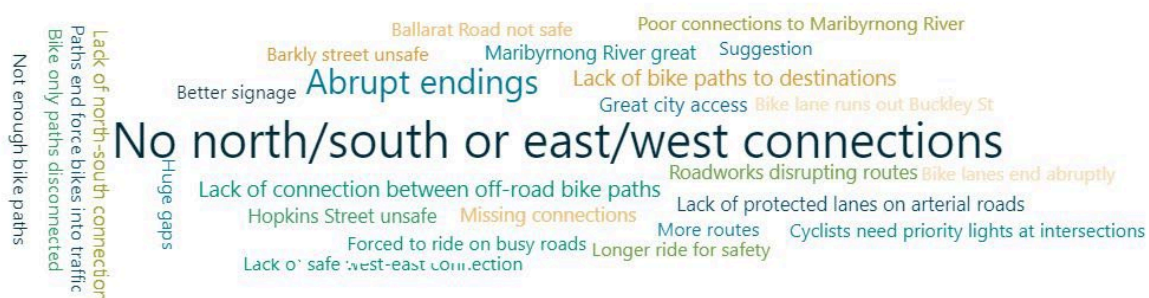 Ballarat Road not safe
Poor connections to Maribyrnong River
Barkly street unsafe
Maribyrnong River great
Suggestion
Better signage
Abrupt endings
Lack of bike paths to destinations
Great city access
Bike lane runs out Buckley St
No north/south or east/west connections
Not enough bike paths
Bike only paths disconnected
Paths end force bikes into traffic
Lack of north-south connection
Huge gaps
Roadworks disrupting routes
Bike lanes end abruptly
Lack of connection between off-road bike paths
Lack of protected lanes on arterial roads
Hopkins Street unsafe
Missing connections
More routes
Cyclists need priority lights at intersections
Forced to ride on busy roads
Longer ride for safety
Lack of safe west-east connection